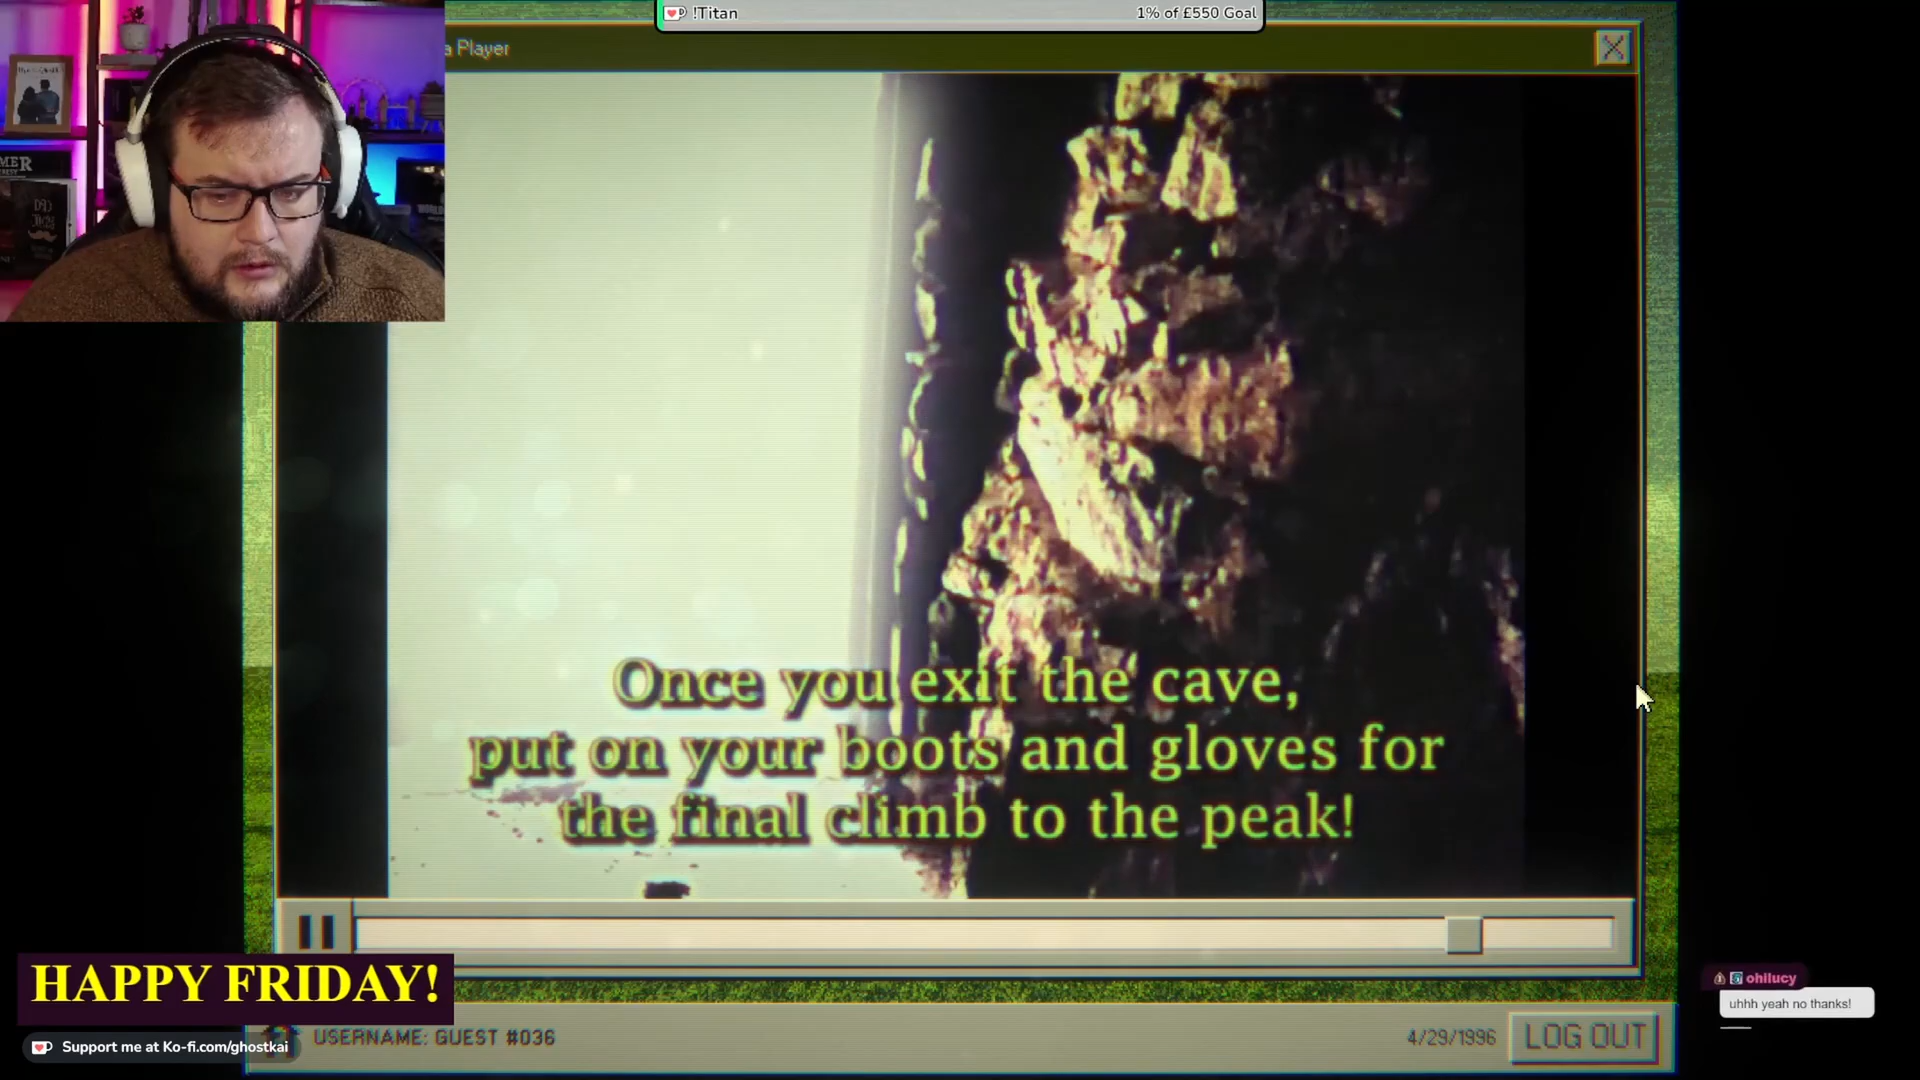 !Titan
1% of £550 Goal
a Player
Once you exit the cave,
put on your boots and gloves for
the final climb to the peak!
HAPPY FRIDAY!
Support me at Ko-fi.com/ghostkai
USERNAME: GUEST #036
4/29/1996
LOG OUT
ohilucy
uhhh yeah no thanks!